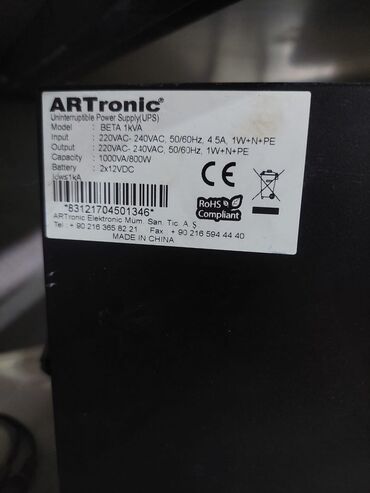 ARTronic®
Uninterruptible Power Supply(UPS)
Model : BETA 1kVA
Input : 220VAC- 240VAC, 50/60Hz, 4.5A, 1W+N+PE
Output : 220VAC- 240VAC, 50/60Hz, 1W+N+PE
Capacity : 1000VA/800W
Battery : 2x12VDC
*83121704501346*
RoHS
Compliant
CE
ARTronic Elektronic Mum. San. Tic. A.Ş.
Tel : + 90 216 365 82 21 Fax : + 90 216 594 44 40
MADE IN CHINA